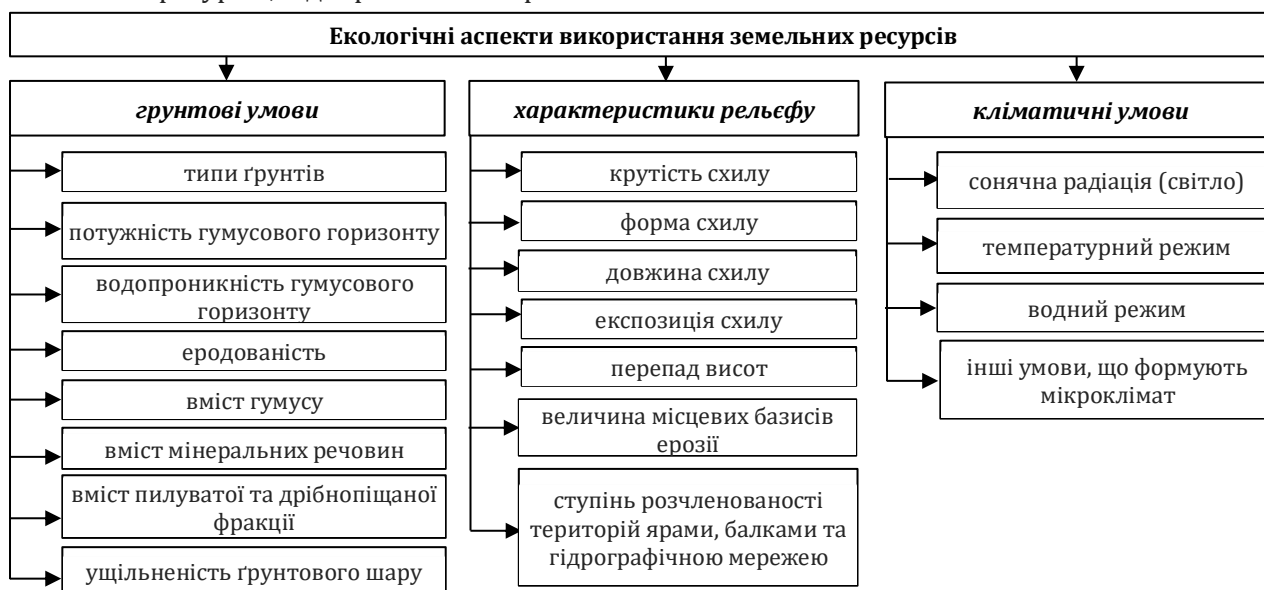 Екологічні аспекти використання земельних ресурсів
грунтові умови
типи ґрунтів
потужність гумусового горизонту
водопроникність гумусового
горизонту
еродованість
вміст гумусу
вміст мінеральних речовин
вміст пилуватої та дрібнопіщаної
фракції
ущільненість ґрунтового шару
характеристики рельєфу
крутість схилу
форма схилу
довжина схилу
експозиція схилу
перепад висот
величина місцевих базисів
ерозії
ступінь розчленованості
територій ярами, балками та
гідрографічною мережею
кліматичні умови
сонячна радіація (світло)
температурний режим
водний режим
інші умови, що формують
мікроклімат